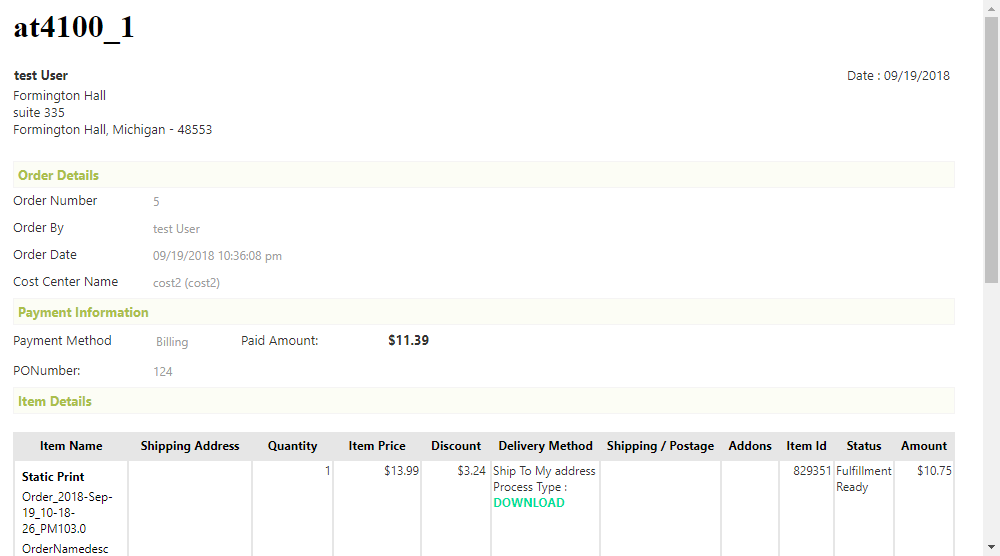 at4100_1
test User
Date : 09/19/2018
Formington Hall
suite 335
Formington Hall, Michigan - 48553
Order Details
Order Number 5
Order By test User
Order Date 09/19/2018 10:36:08 pm
Cost Center Name cost2 (cost2)
Payment Information
Payment Method Billing Paid Amount: $11.39
PONumber: 124
Item Details
Item Name Shipping Address Quantity Item Price Discount Delivery Method Shipping / Postage Addons Item Id Status Amount
Static Print
Order_2018-Sep-
19_10-18-
26_PM103.0
OrderNamedesc
1 $13.99 $3.24
Ship To My address
Process Type :
DOWNLOAD
829351
Fulfillment
Ready
$10.75